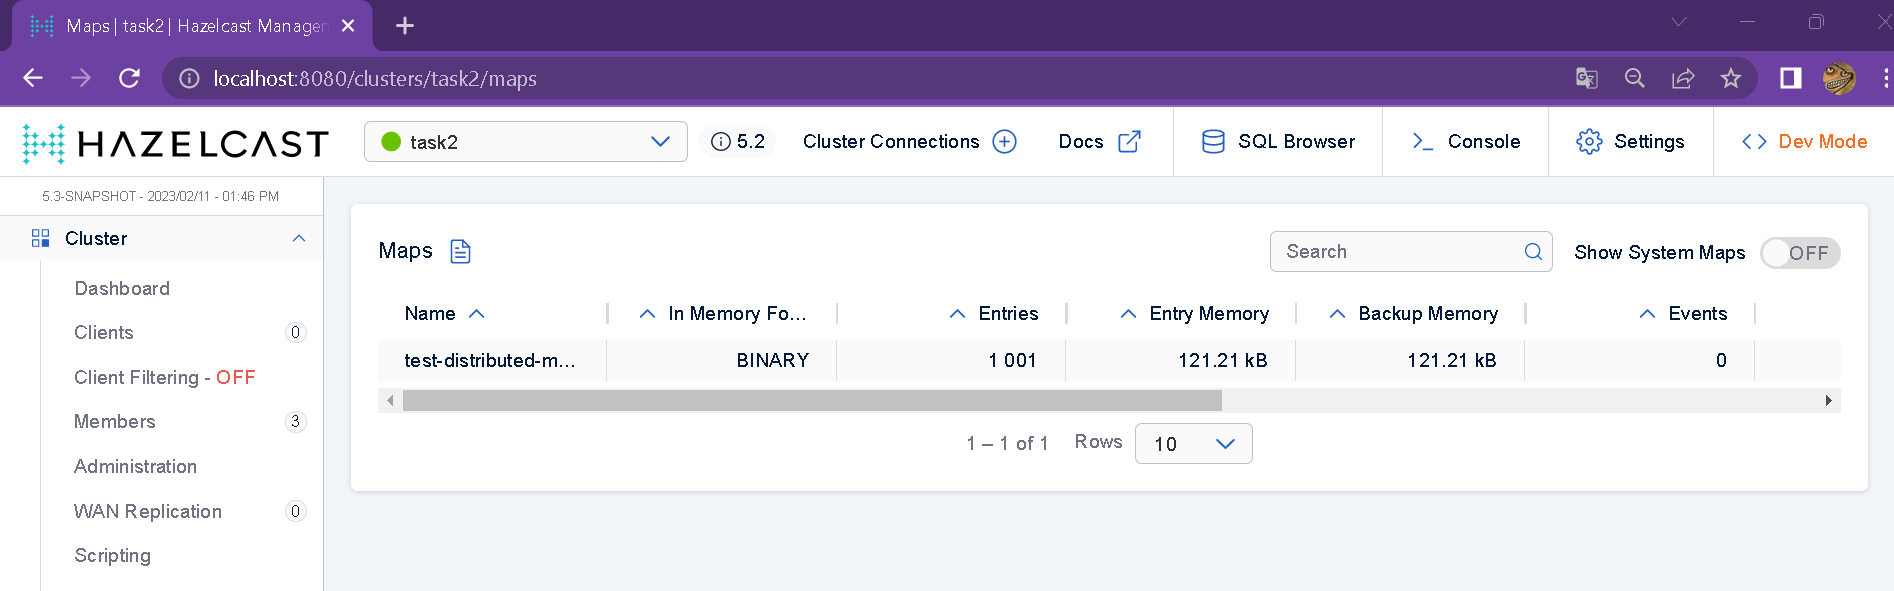 Maps | task2 | Hazelcast Manager
localhost:8080/clusters/task2/maps
HAZELCAST
task2
5.2
Cluster Connections
Docs
SQL Browser
Console
Settings
Dev Mode
5.3-SNAPSHOT - 2023/02/11 - 01:46 PM
Cluster
Dashboard
Clients 0
Client Filtering - OFF
Members 3
Administration
WAN Replication 0
Scripting
Maps
Search
Show System Maps OFF
Name In Memory Fo... Entries Entry Memory Backup Memory Events
test-distributed-m... BINARY 1 001 121.21 kB 121.21 kB 0
1 – 1 of 1 Rows 10